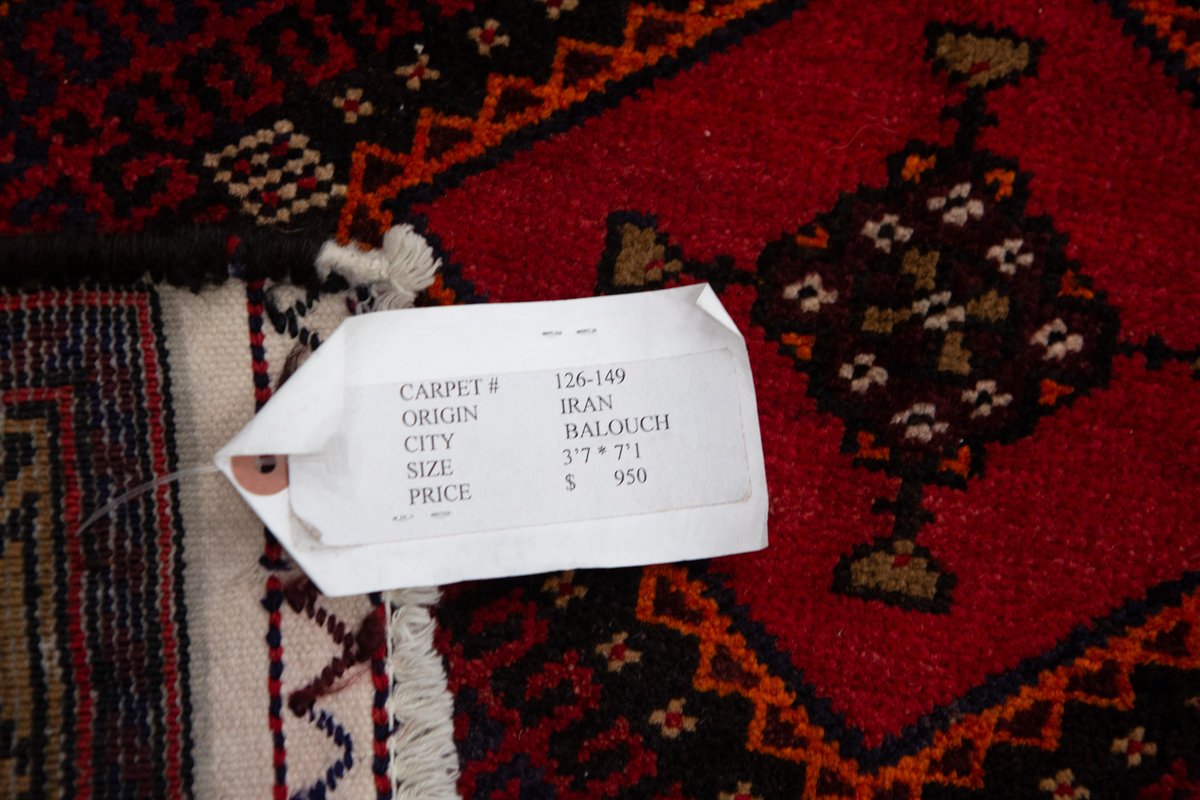 CARPET # 126-149
ORIGIN IRAN
CITY BALOUCH
SIZE 3'7 * 7'1
PRICE $ 950